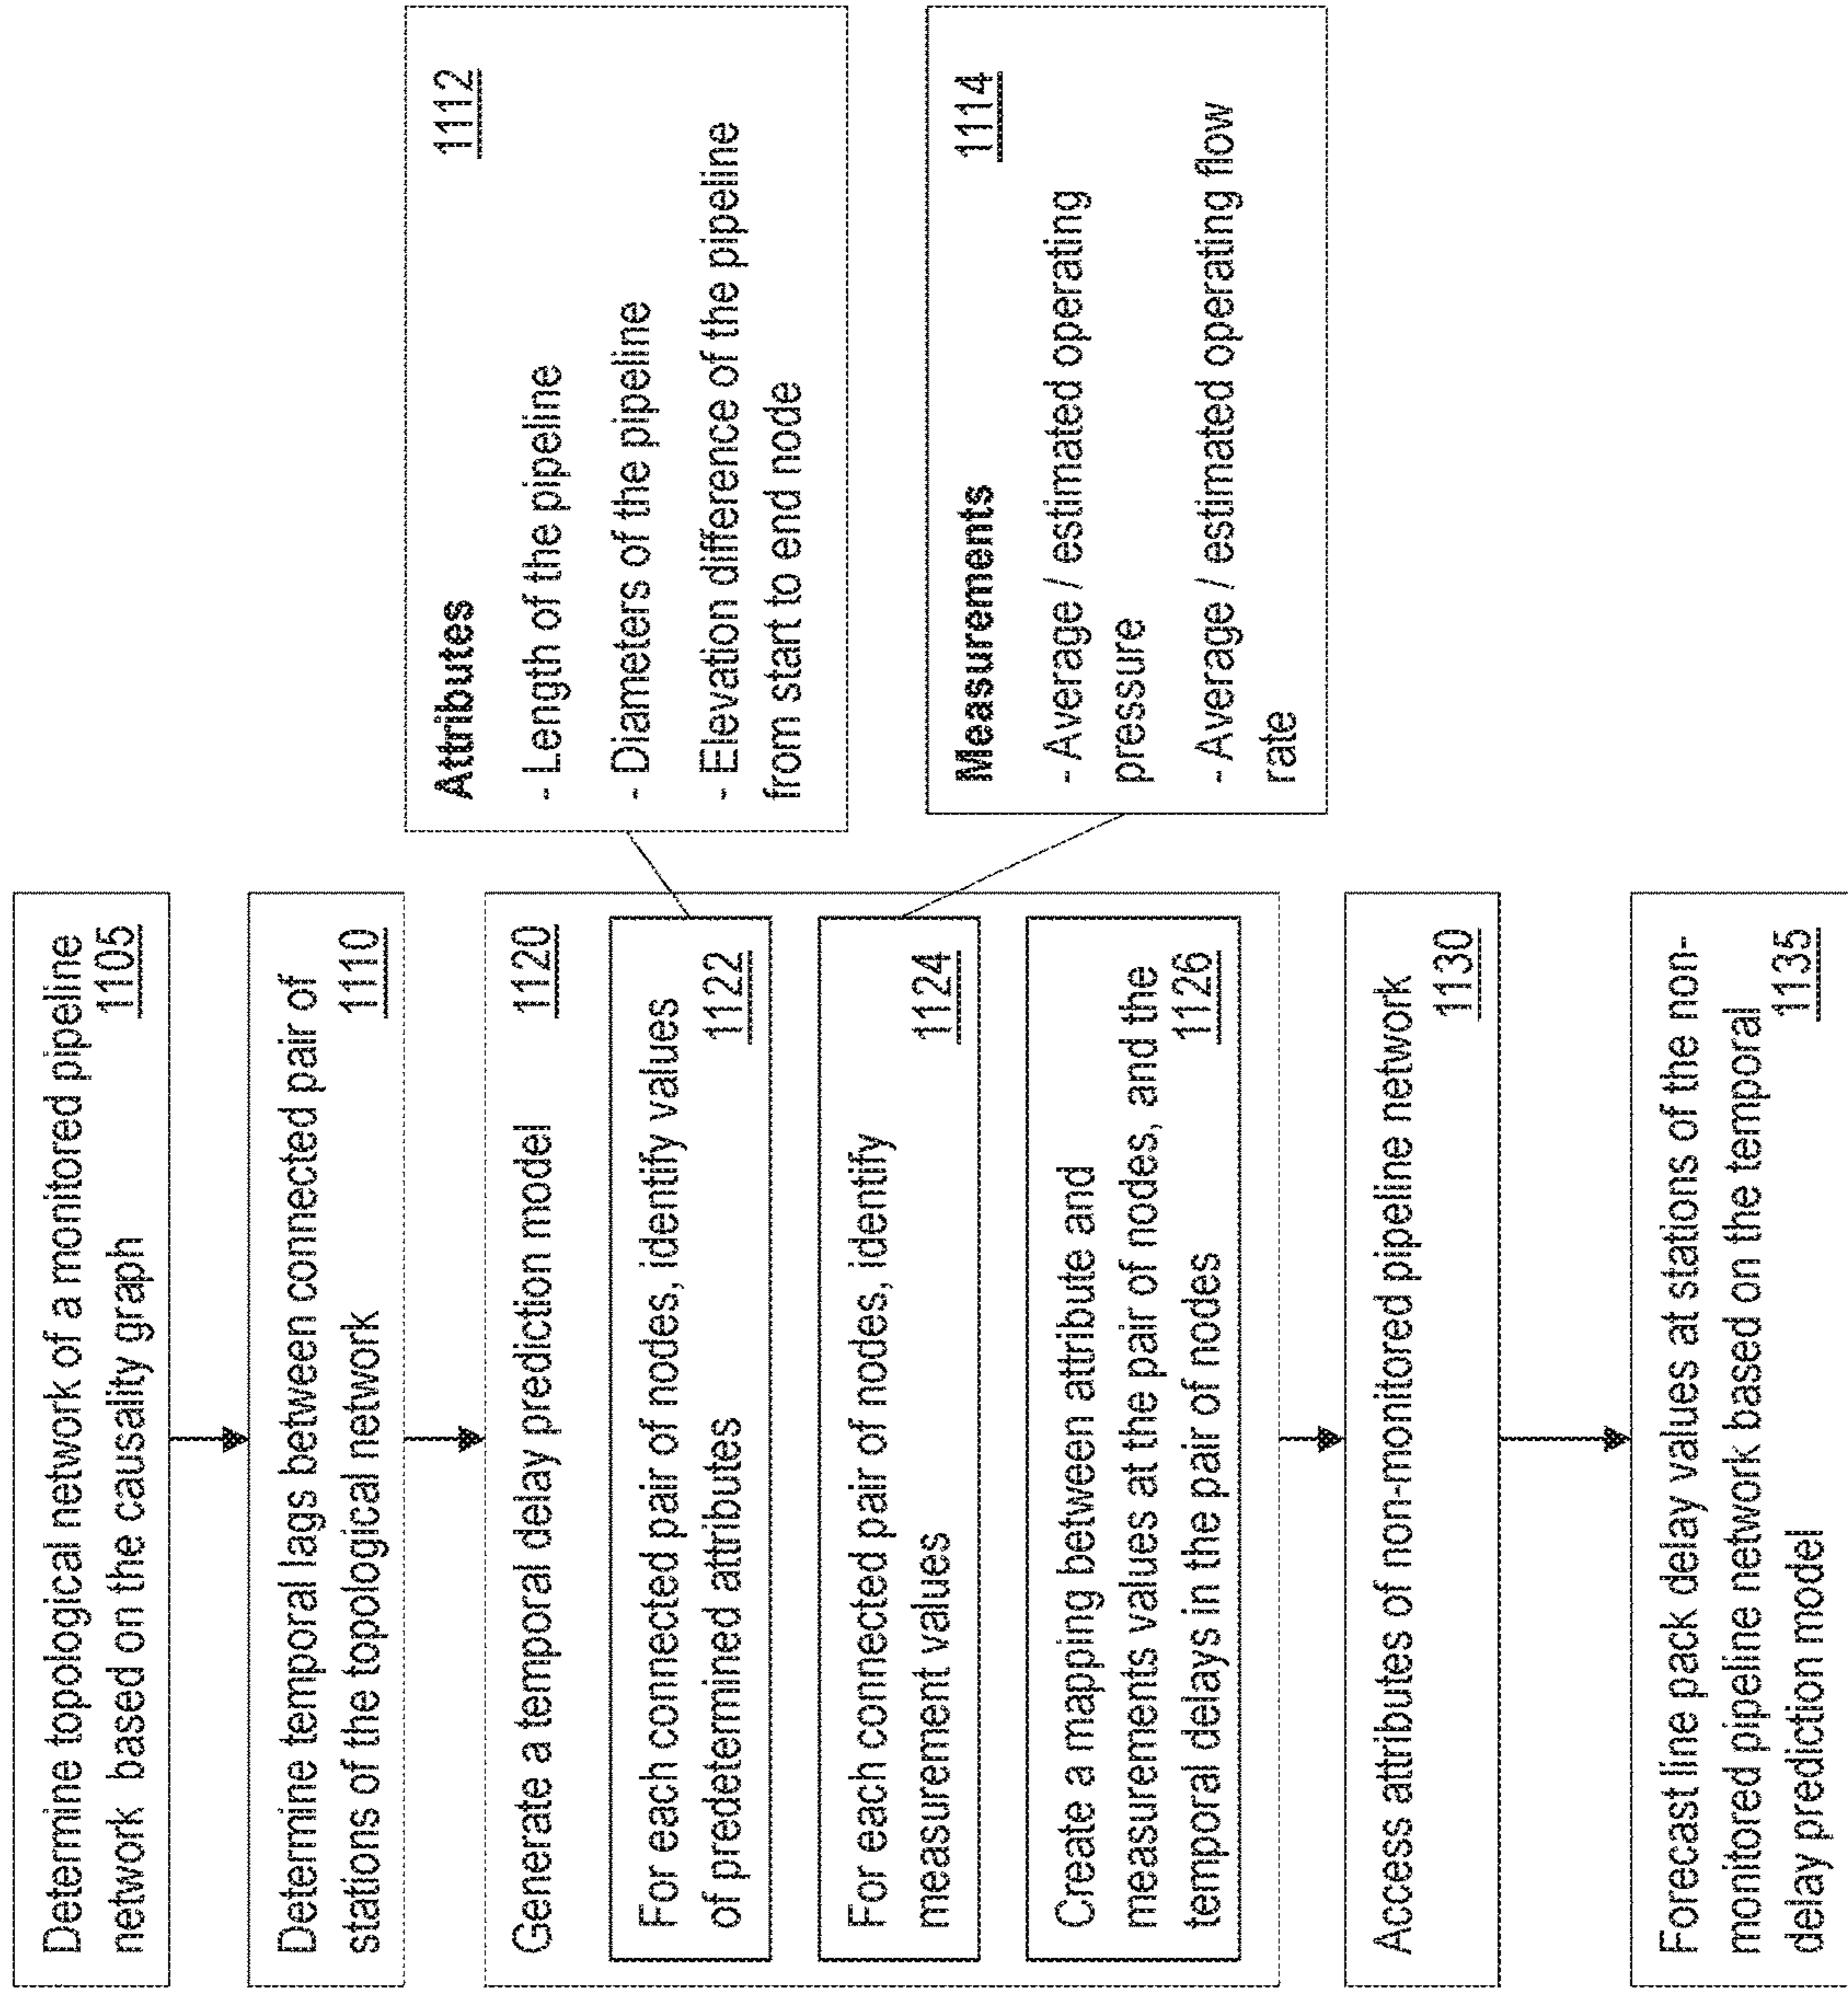 Determine topological network of a monitored pipeline
network based on the causality graph
1105
Determine temporal lags between connected pair of
stations of the topological network
1110
Generate a temporal delay prediction model
1120
For each connected pair of nodes, identify values
of predetermined attributes
1122
For each connected pair of nodes, identify
measurement values
1124
Create a mapping between attribute and
measurements values at the pair of nodes, and the
temporal delays in the pair of nodes
1126
Access attributes of non-monitored pipeline network
1130
Forecast line pack delay values at stations of the non-
monitored pipeline network based on the temporal
delay prediction model
1135
Attributes
1112
- Length of the pipeline
- Diameters of the pipeline
- Elevation difference of the pipeline
from start to end node
Measurements
1114
- Average / estimated operating
pressure
- Average / estimated operating flow
rate